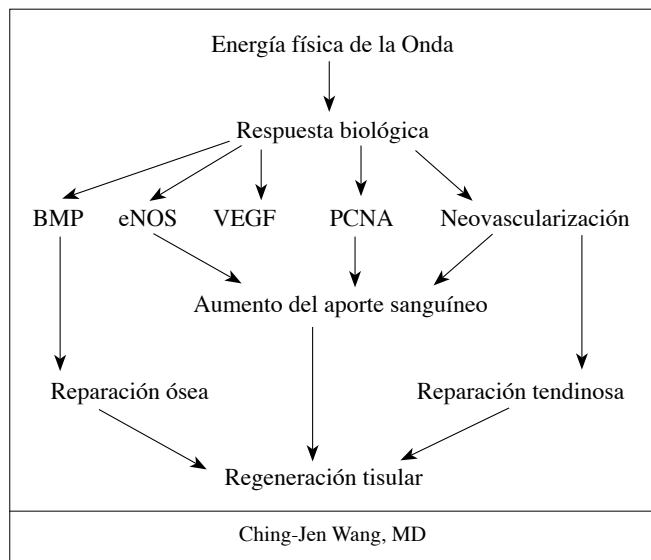 Energía física de la Onda
Respuesta biológica
BMP eNOS VEGF PCNA Neovascularización
Aumento del aporte sanguíneo
Reparación ósea Reparación tendinosa
Regeneración tisular
Ching-Jen Wang, MD